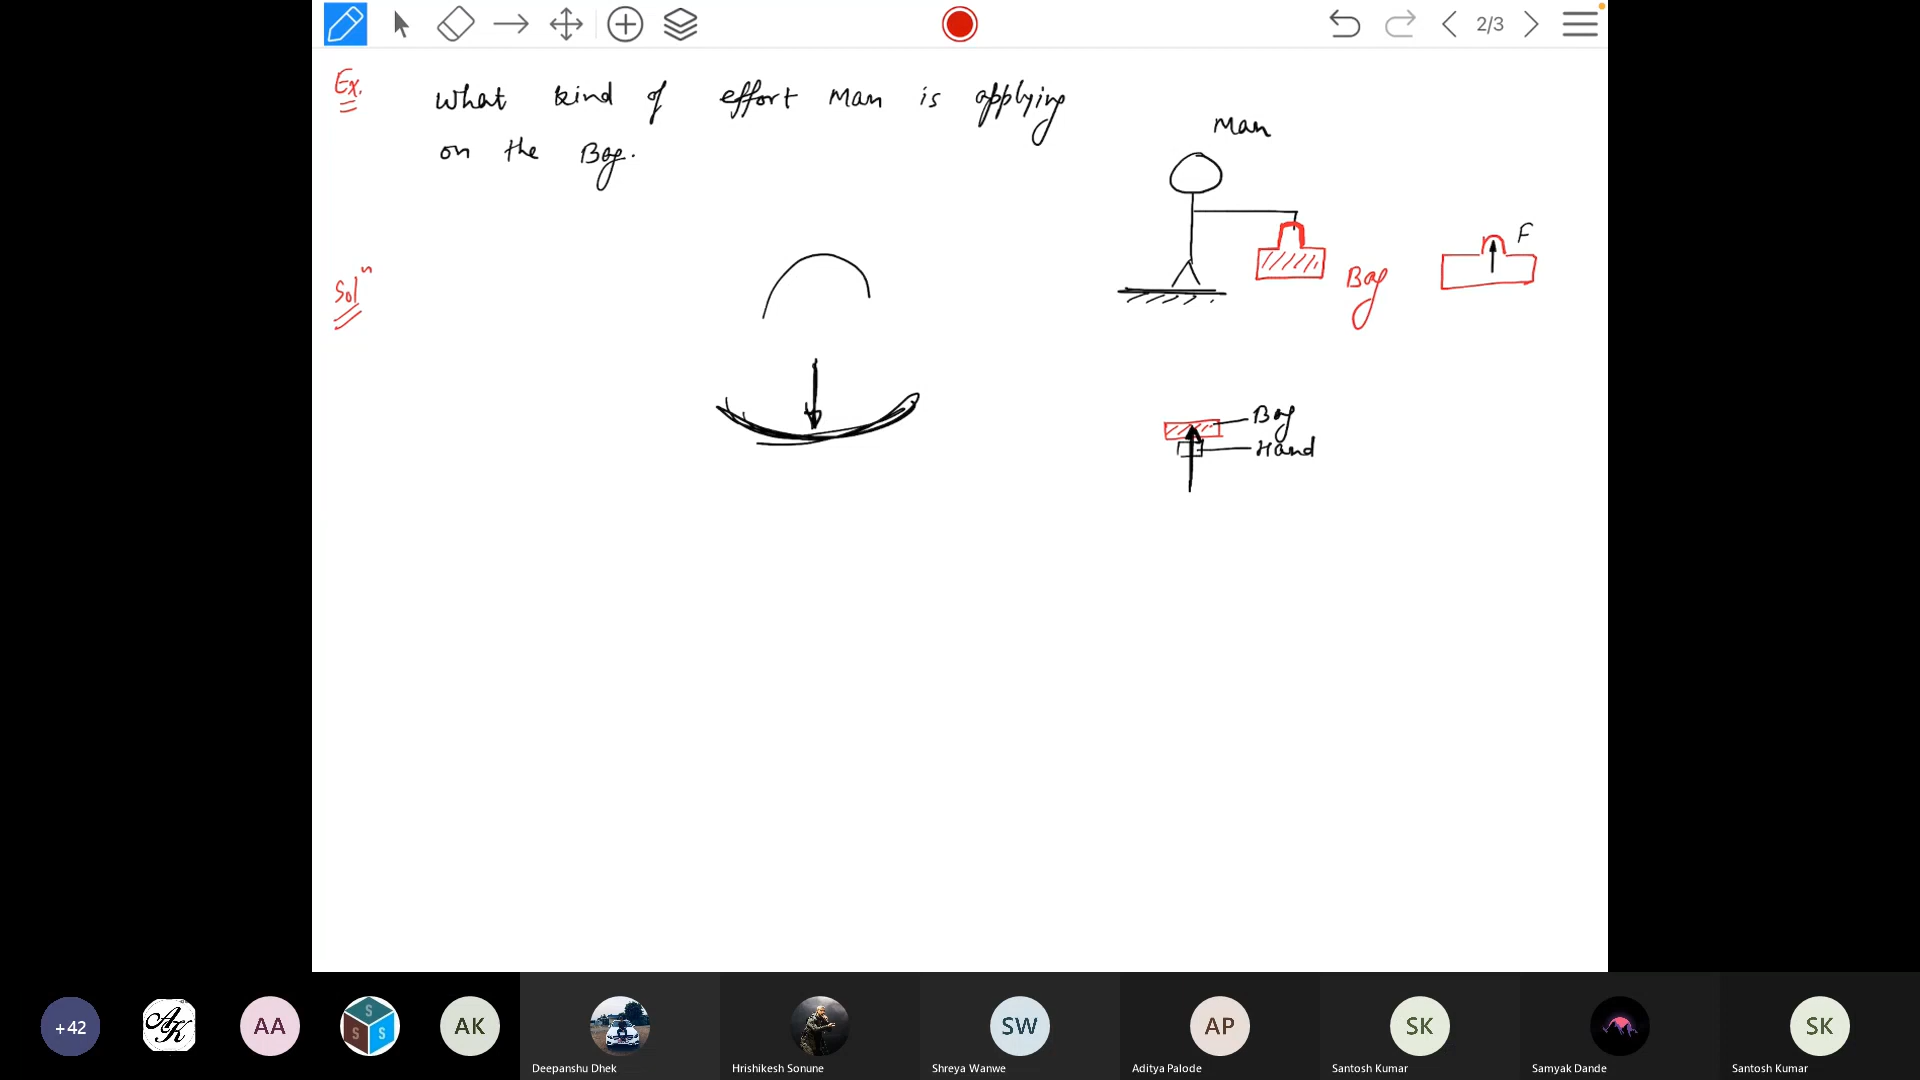 2/3
Ex. What kind of effort Man is applying
on the Bag.
Man
F
Bag
Solⁿ
Bag
Hand
+42
AK
AA
S
S S
AK
SW
AP
SK
SK
Deepanshu Dhek
Hrishikesh Sonune
Shreya Wanwe
Aditya Palode
Santosh Kumar
Samyak Dande
Santosh Kumar